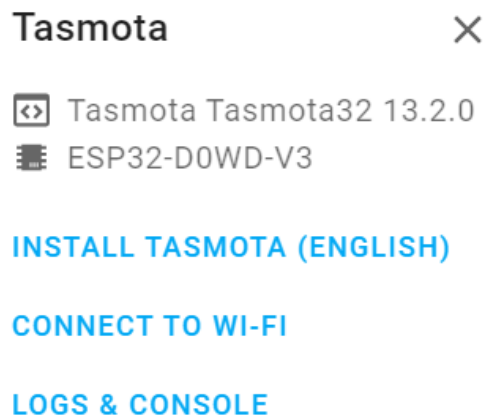 Tasmota
Tasmota Tasmota32 13.2.0
ESP32-D0WD-V3
INSTALL TASMOTA (ENGLISH)
CONNECT TO WI-FI
LOGS & CONSOLE